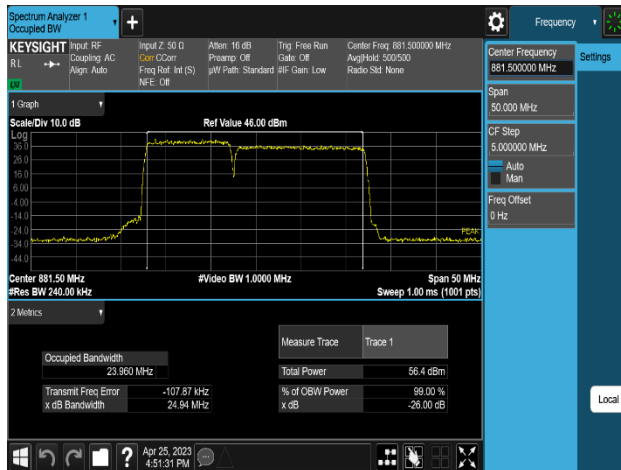 Spectrum Analyzer 1
Occupied BW
Frequency
KEYSIGHT
RL
Input: RF
Coupling: AC
Align: Auto
Input Z: 50 Ω
Corr CCorr
Freq Ref: Int (S)
NFE: Off
Atten: 16 dB
Preamp: Off
µW Path: Standard
Trig: Free Run
Gate: Off
#IF Gain: Low
Center Freq: 881.500000 MHz
Avg|Hold: 500/500
Radio Std: None
Center Frequency
881.500000 MHz
Settings
Span
50.000 MHz
CF Step
5.000000 MHz
Auto
Man
Freq Offset
0 Hz
Local
1 Graph
Scale/Div 10.0 dB
Ref Value 46.00 dBm
Log
36.0
26.0
16.0
6.00
-4.00
-14.0
-24.0
-34.0
-44.0
PEAK
Center 881.50 MHz
#Video BW 1.0000 MHz
Span 50 MHz
#Res BW 240.00 kHz
Sweep 1.00 ms (1001 pts)
2 Metrics
Measure Trace
Trace 1
Occupied Bandwidth
23.960 MHz
Total Power
56.4 dBm
Transmit Freq Error
-107.87 kHz
% of OBW Power
99.00 %
x dB Bandwidth
24.94 MHz
x dB
-26.00 dB
Apr 25, 2023
4:51:31 PM